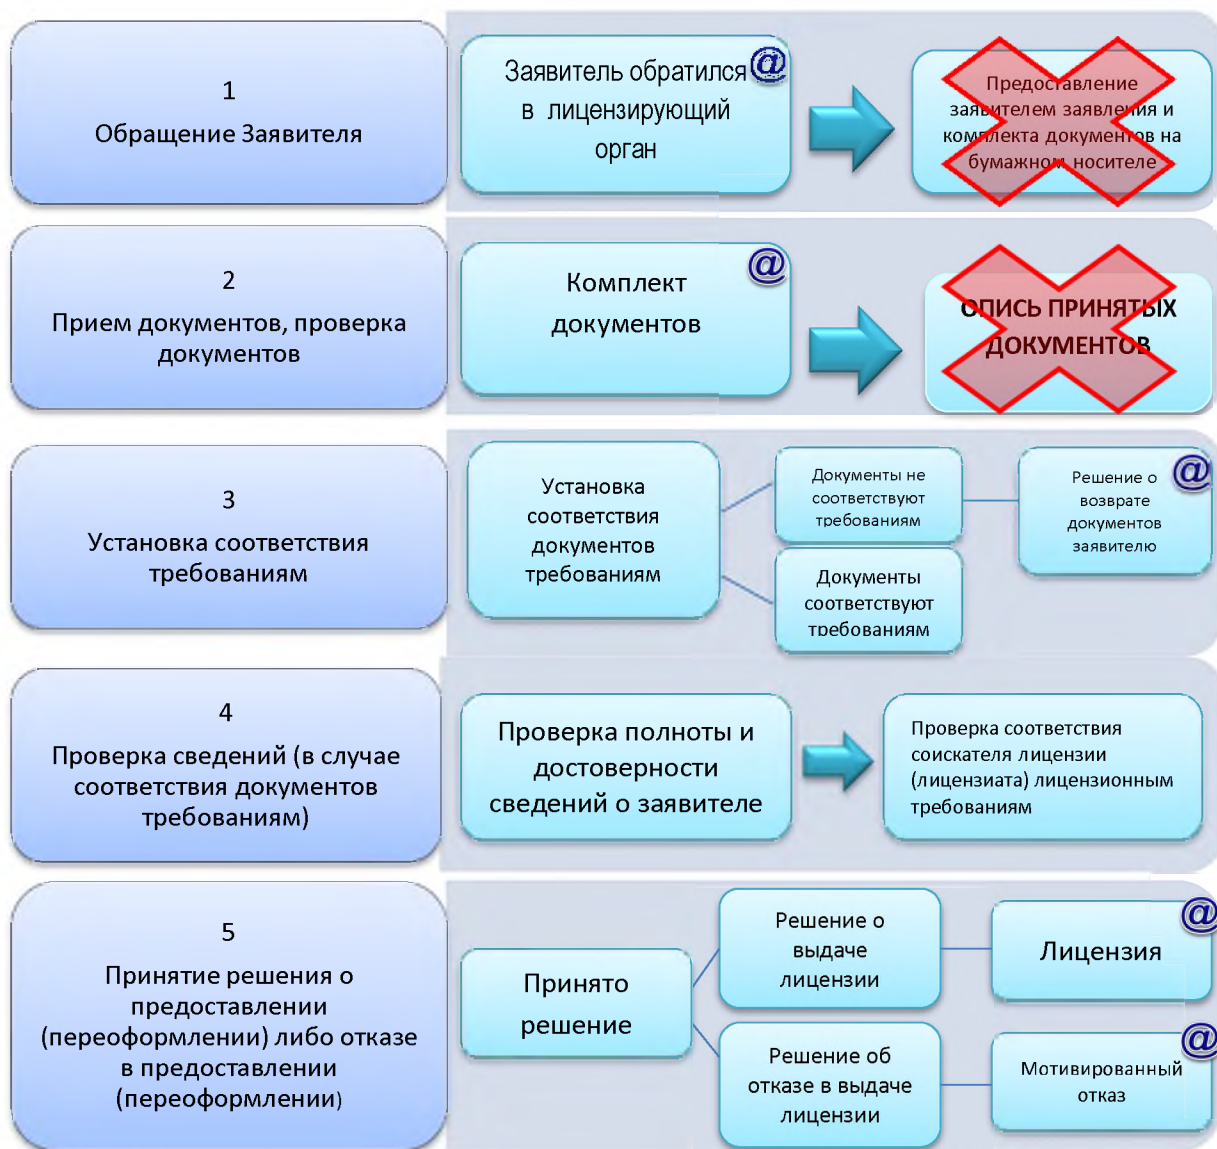 1
Обращение Заявителя
Заявитель обратился
в лицензирующий
орган
@
Предоставление
заявителем заявления и
комплекта документов на
бумажном носителе
2
Прием документов, проверка
документов
Комплект
документов
@
ОПИСЬ ПРИНЯТЫХ
ДОКУМЕНТОВ
3
Установка соответствия
требованиям
Установка
соответствия
документов
требованиям
Документы не
соответствуют
требованиям
Решение о
возврате
документов
заявителю
@
Документы
соответствуют
требованиям
4
Проверка сведений (в случае
соответствия документов
требованиям)
Проверка полноты и
достоверности
сведений о заявителе
Проверка соответствия
соискателя лицензии
(лицензиата) лицензионным
требованиям
5
Принятие решения о
предоставлении
(переоформлении) либо отказе
в предоставлении
(переоформлении)
Принято
решение
Решение о
выдаче
лицензии
Лицензия
@
Решение об
отказе в выдаче
лицензии
Мотивированный
отказ
@